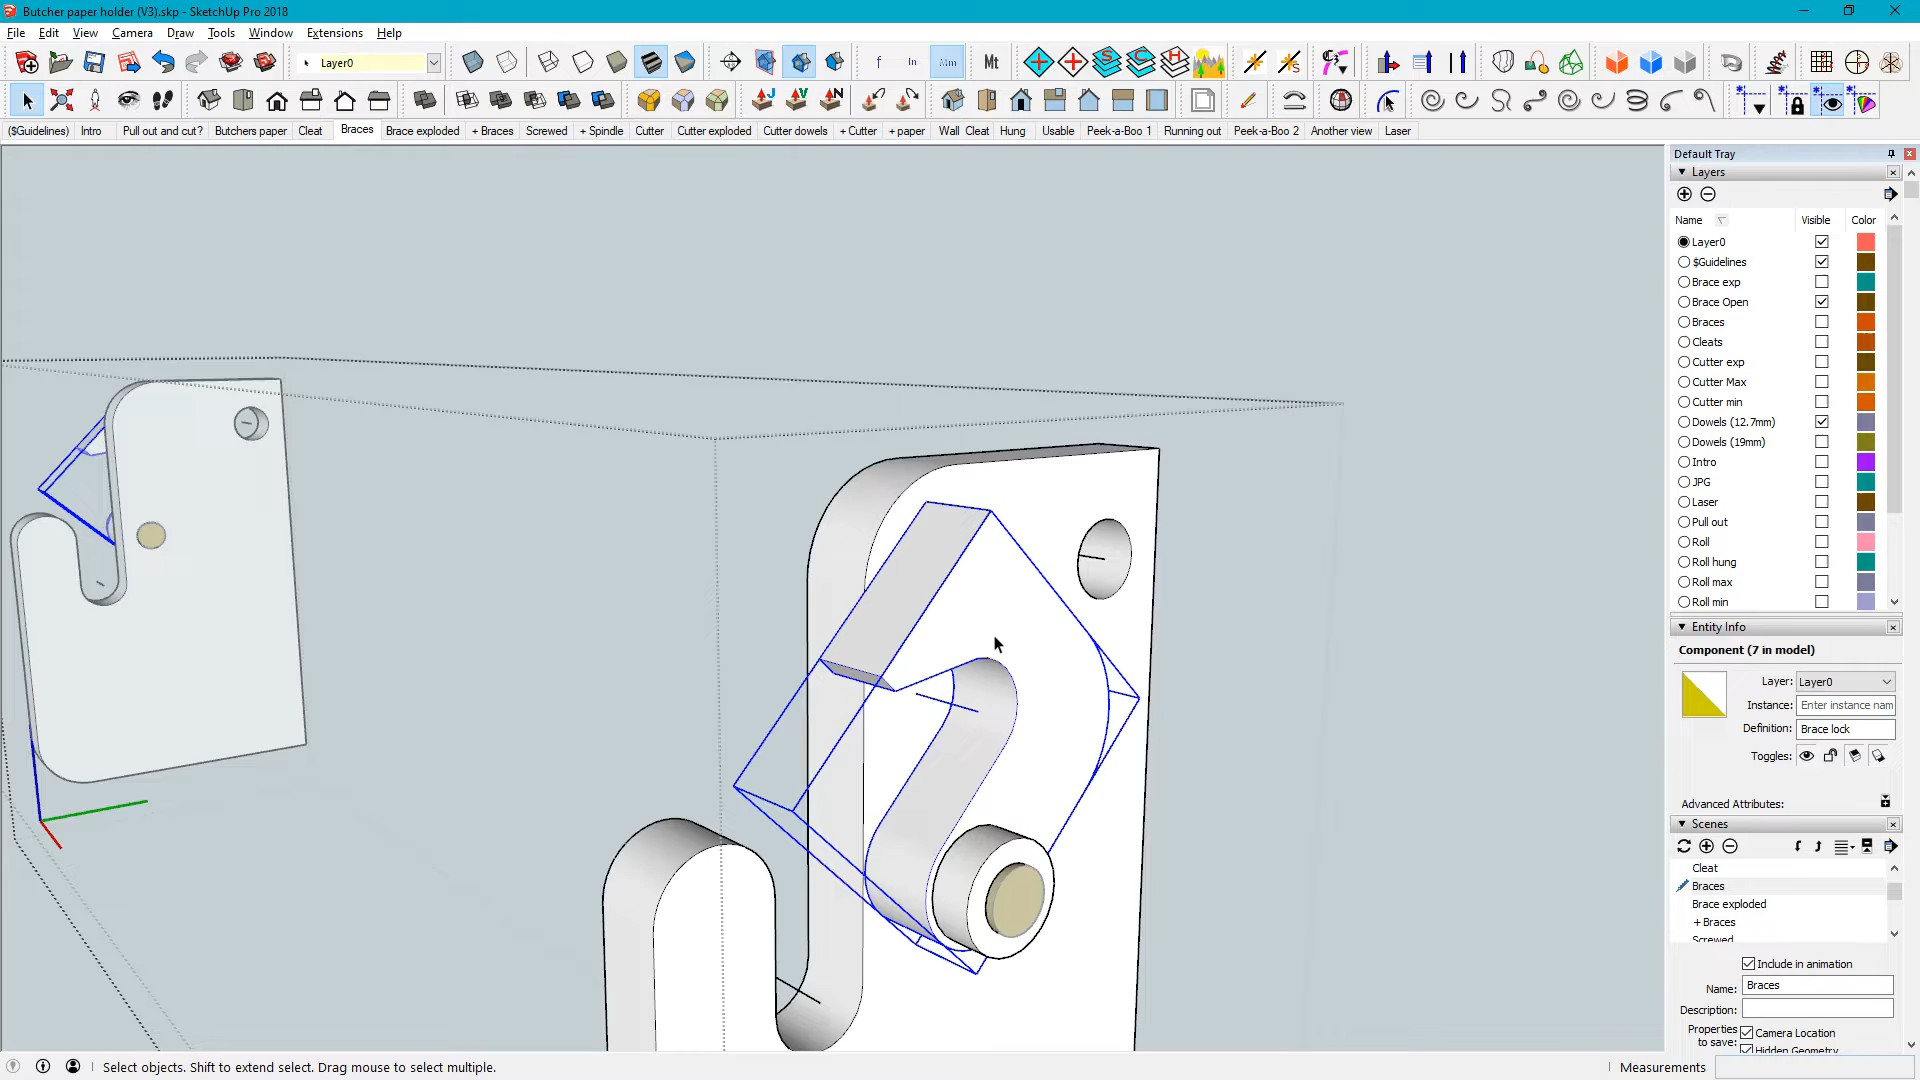 Butcher paper holder (V3).skp - SketchUp Pro 2018
File Edit View Camera Draw Tools Window Extensions Help
Layer0
f In Mm Mt
($Guidelines) Intro Pull out and cut? Butchers paper Cleat Braces Brace exploded + Braces Screwed + Spindle Cutter Cutter exploded Cutter dowels + Cutter + paper Wall Cleat Hung Usable Peek-a-Boo 1 Running out Peek-a-Boo 2 Another view Laser
Default Tray
Layers
Name Visible Color
Layer0
$Guidelines
Brace exp
Brace Open
Braces
Cleats
Cutter exp
Cutter Max
Cutter min
Dowels (12.7mm)
Dowels (19mm)
Intro
JPG
Laser
Pull out
Roll
Roll hung
Roll max
Roll min
Entity Info
Component (7 in model)
Layer: Layer0
Instance: Enter instance nam
Definition: Brace lock
Toggles:
Advanced Attributes:
Scenes
Cleat
Braces
Brace exploded
+ Braces
Screwed
Include in animation
Name: Braces
Description:
Properties to save:
Camera Location
Hidden Geometry
Select objects. Shift to extend select. Drag mouse to select multiple.
Measurements